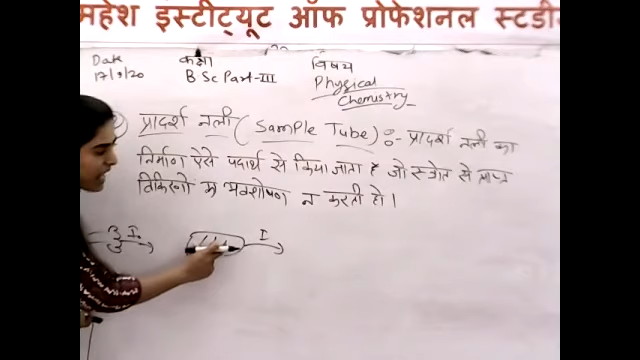 महेश इंस्टीट्यूट ऑफ प्रोफेशनल स्टडीज
Date कक्षा विषय
17/9/20 B Sc Part-III Physical
Chemistry
प्रादर्श नली (Sample Tube) :- प्रादर्श नली का
निर्माण ऐसे पदार्थ से किया जाता है जो स्त्रोत से प्राप्त
विकिरणो का अवशोषण न करती हो।
I₀ I